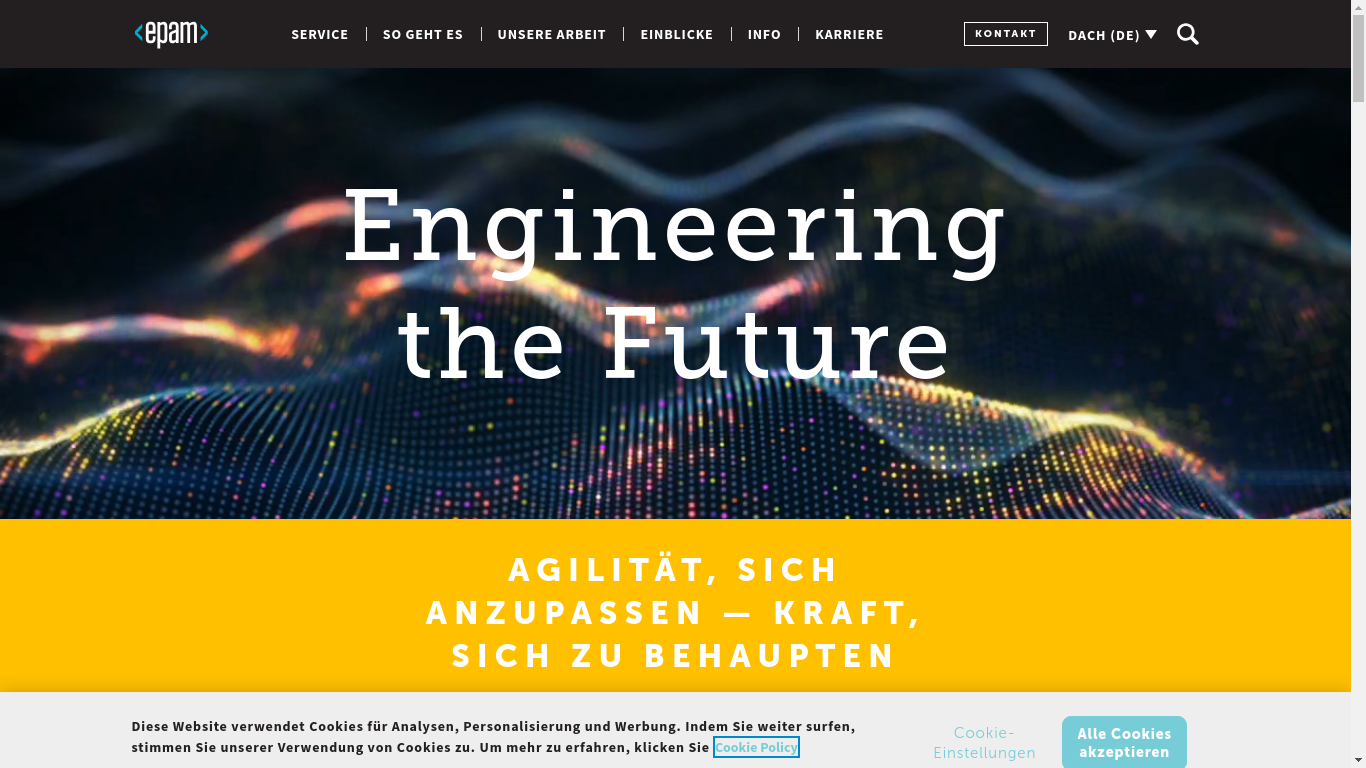 <epam>
SERVICE
SO GEHT ES
UNSERE ARBEIT
EINBLICKE
INFO
KARRIERE
KONTAKT
DACH (DE)
Engineering
the Future
AGILITÄT, SICH
ANZUPASSEN — KRAFT,
SICH ZU BEHAUPTEN
Diese Website verwendet Cookies für Analysen, Personalisierung und Werbung. Indem Sie weiter surfen,
stimmen Sie unserer Verwendung von Cookies zu. Um mehr zu erfahren, klicken Sie Cookie Policy
Cookie-
Einstellungen
Alle Cookies
akzeptieren